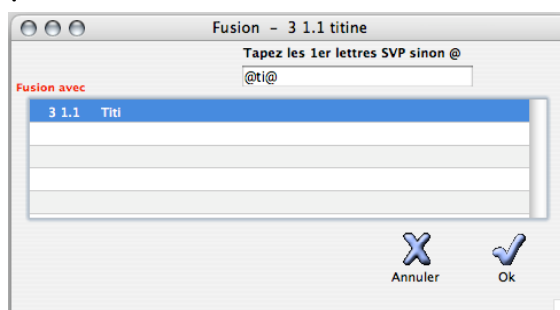 Fusion – 3 1.1 titine
Tapez les 1er lettres SVP sinon @
@ti@
Fusion avec
3 1.1 Titi
Annuler Ok